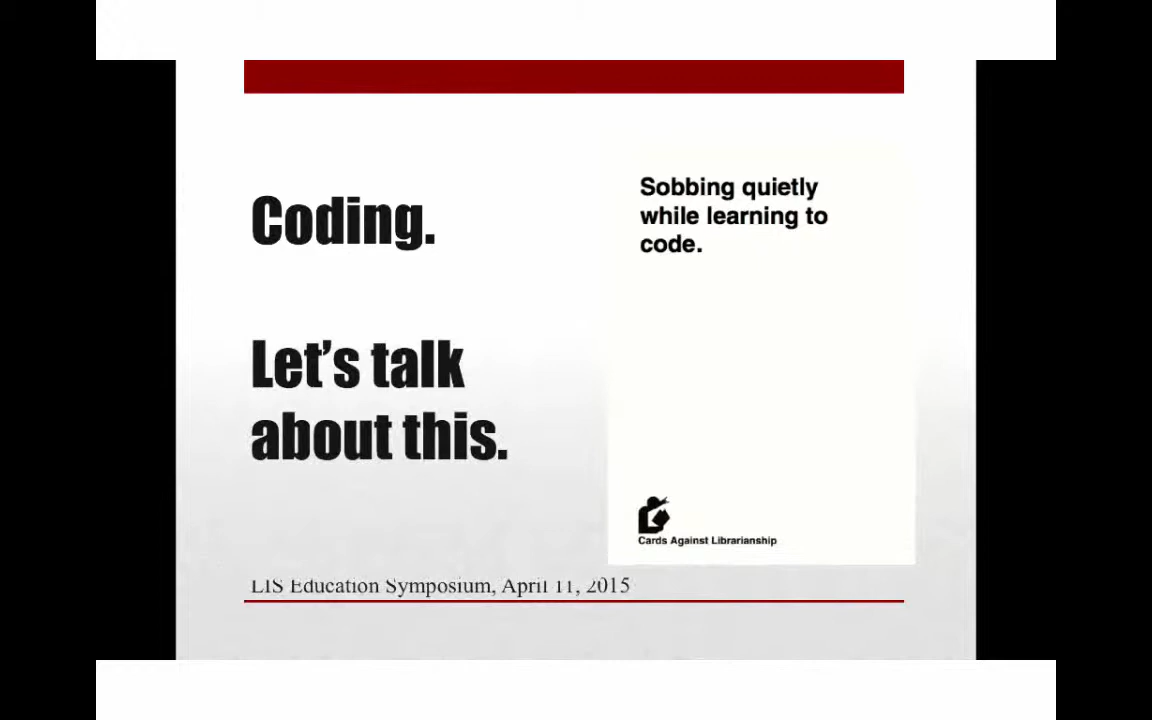 Coding.
Let's talk
about this.
Sobbing quietly
while learning to
code.
Cards Against Librarianship
LIS Education Symposium, April 11, 2015